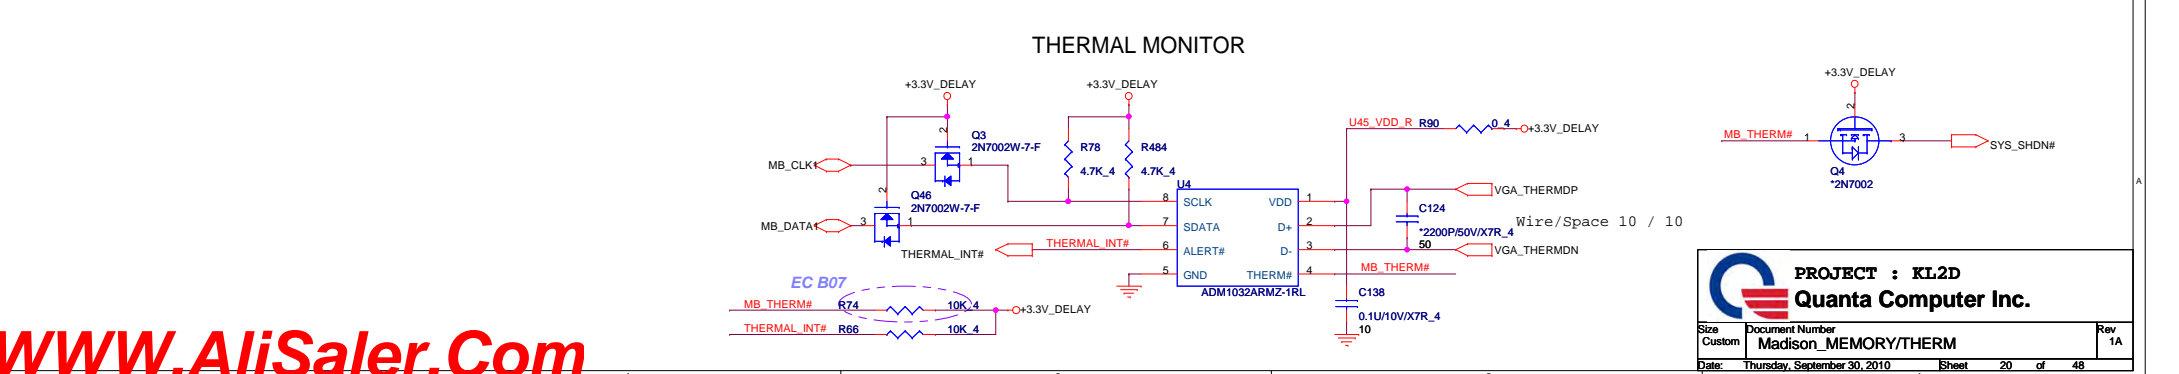 THERMAL MONITOR
+3.3V_DELAY
+3.3V_DELAY
+3.3V_DELAY
2
Q3
2N7002W-7-F
MB_CLK1
3
1
2
Q46
2N7002W-7-F
MB_DATA1
3
1
R78
4.7K_4
R484
4.7K_4
U45_VDD_R
R90
0_4
+3.3V_DELAY
U4
8
SCLK
VDD
1
7
SDATA
D+
2
6
ALERT#
D-
3
5
GND
THERM#
4
ADM1032ARMZ-1RL
THERMAL_INT#
THERMAL_INT#
MB_THERM#
VGA_THERMDP
C124
*2200P/50V/X7R_4
50
Wire/Space 10 / 10
VGA_THERMDN
C138
0.1U/10V/X7R_4
10
MB_THERM#
1
2
3
SYS_SHDN#
Q4
*2N7002
A
EC B07
MB_THERM#
R74
10K_4
+3.3V_DELAY
THERMAL_INT#
R66
10K_4
WWW.AliSaler.Com
PROJECT : KL2D
Quanta Computer Inc.
Size
Document Number
Rev
Custom
Madison_MEMORY/THERM
1A
Date:
Thursday, September 30, 2010
Sheet
20
of
48